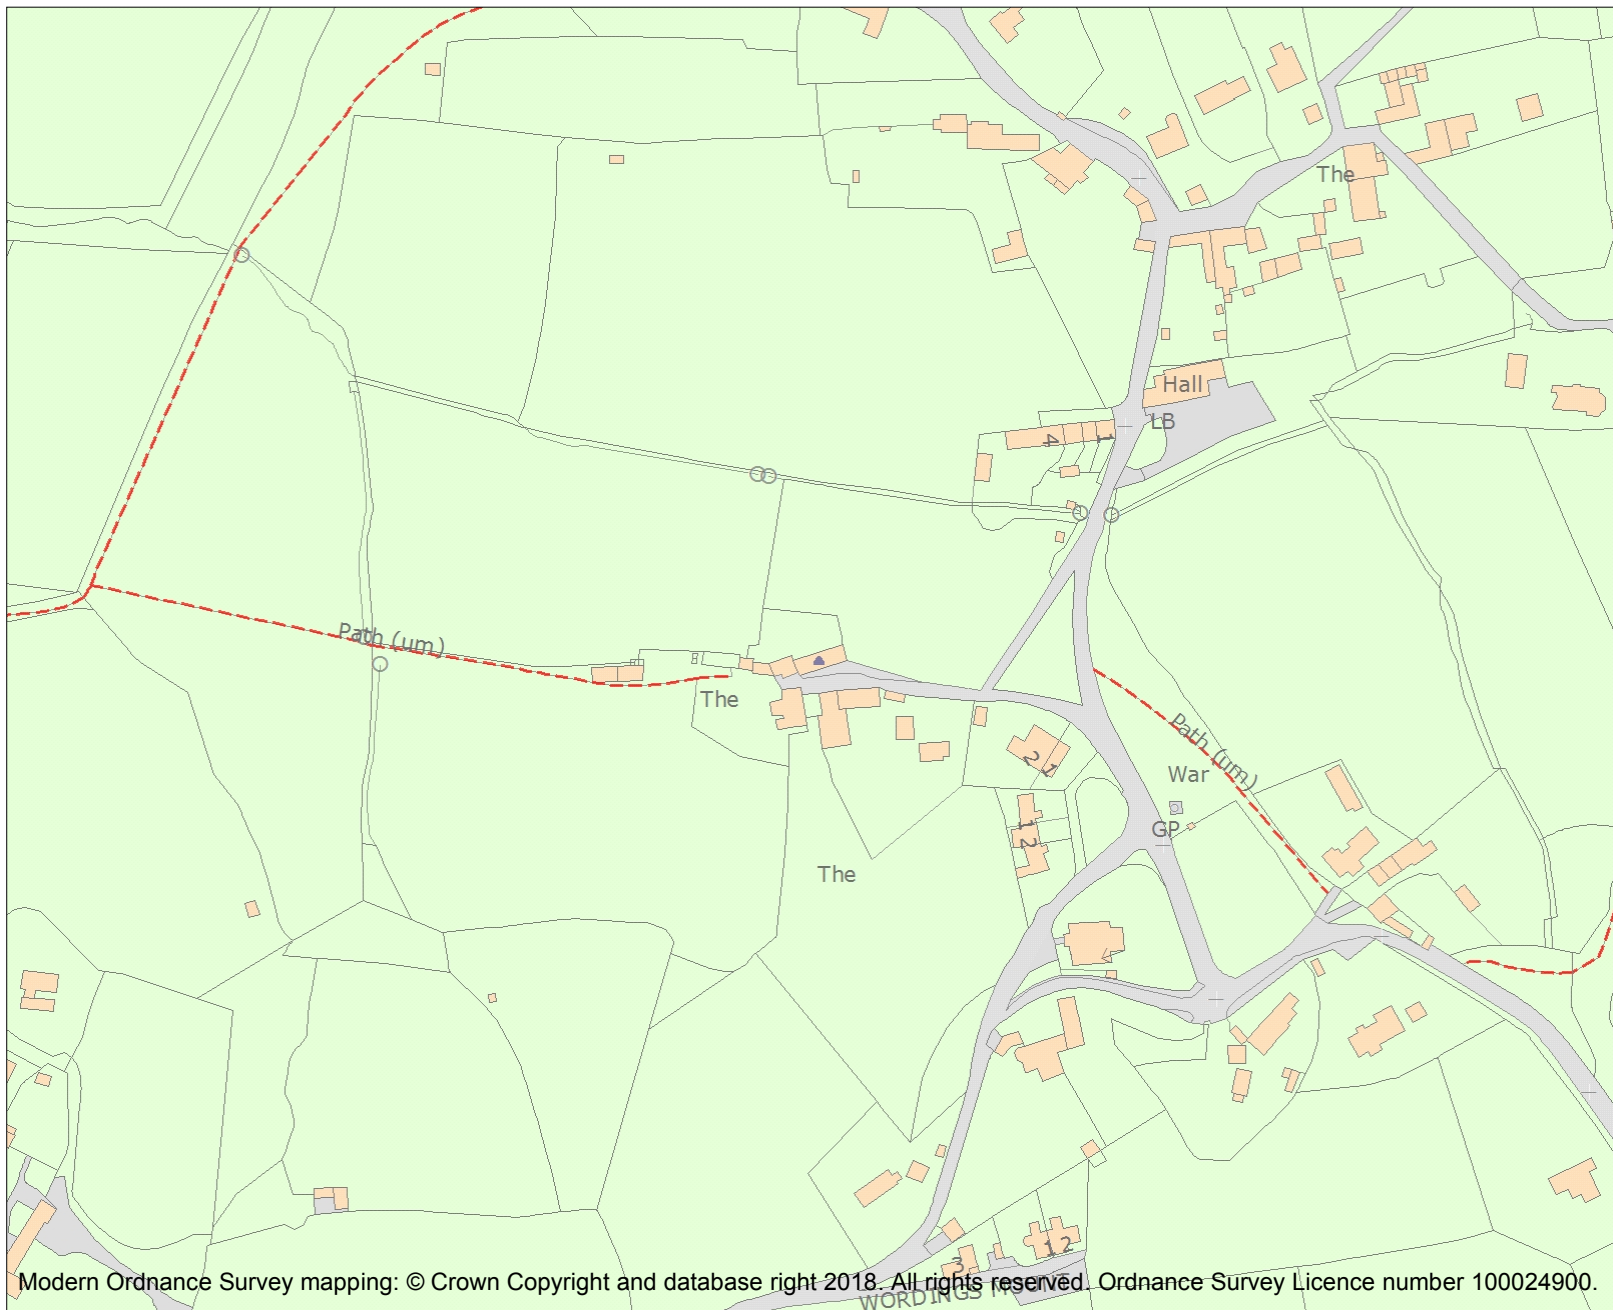 The
Hall
LB
4
1
Path (um)
The
Path (um)
2 1
War
GP
1 2
The
3
1 2
WORDINGS MOUNT
Modern Ordnance Survey mapping: © Crown Copyright and database right 2018. All rights reserved. Ordnance Survey Licence number 100024900.